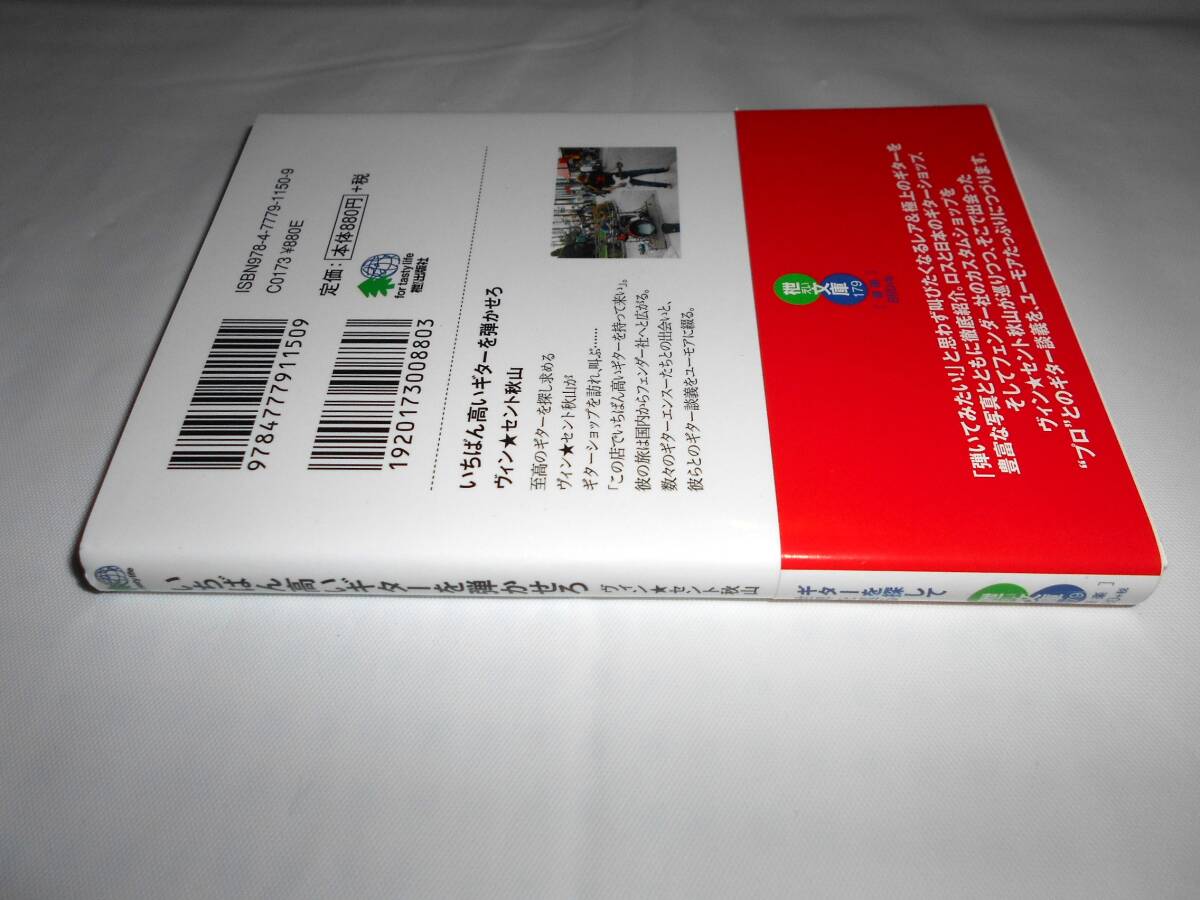 ISBN978-4-7779-1150-9
C0173 ¥880E
定価：本体880円+税
for tasty life
枻出版社
9784777911509
1920173008803
いちばん高いギターを弾かせろ
ヴィン★セント秋山
至高のギターを探し求める
ヴィン★セント秋山が
ギターショップを訪れ、叫ぶ……
「この店でいちばん高いギターを持って来い」。
彼の旅は国内からフェンダー社へと広がる。
数々のギターエンスーたちとの出会いと、
彼らとのギター談義をユーモアに綴る。
枻文庫
えい
179
「弾いてみたい！」と思わず叫びたくなるレア&極上のギターを
豊富な写真とともに徹底紹介。ロスと日本のギターショップ、
そしてフェンダー社のカスタムショップを
ヴィン★セント秋山が巡りつつ、そこで出会った
“プロ”とのギター談義をユーモアたっぷりにつづります。
いちばん高いギターを弾かせろ ヴィン★セント秋山
ギターを探して